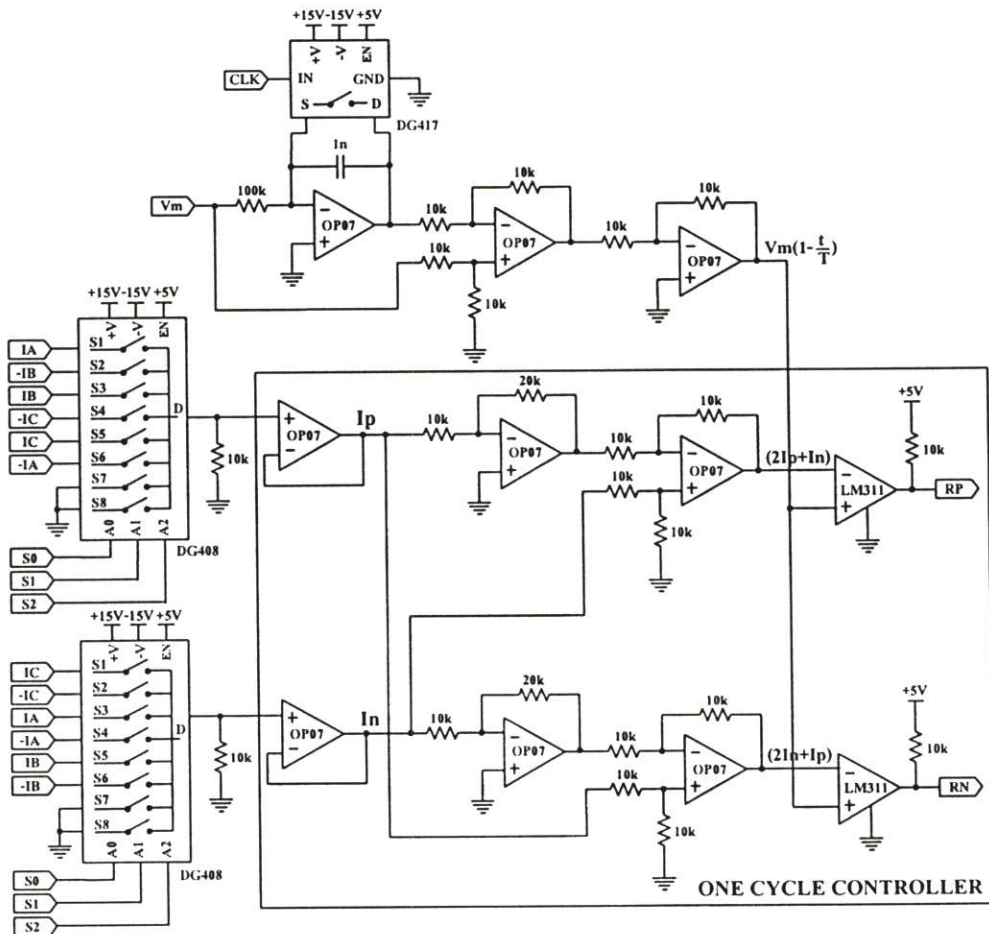 +15V -15V +5V
+V -V EN
CLK
IN GND
S D
DG417
1n
Vm
100k
OP07
10k
10k
OP07
10k
10k
10k
10k
OP07
Vm(1-t/T)
+15V -15V +5V
+V -V EN
IA S1
-IB S2
IB S3
-IC S4
IC S5
-IA S6
S7
S8
D
A0 A1 A2
DG408
S0
S1
S2
10k
OP07
Ip
10k
20k
OP07
10k
10k
10k
10k
OP07
(2Ip+In)
LM311
+5V
10k
RP
+15V -15V +5V
+V -V EN
IC S1
-IC S2
IA S3
-IA S4
IB S5
-IB S6
S7
S8
D
A0 A1 A2
DG408
S0
S1
S2
10k
OP07
In
10k
20k
OP07
10k
10k
10k
10k
OP07
(2In+Ip)
LM311
+5V
10k
RN
ONE CYCLE CONTROLLER